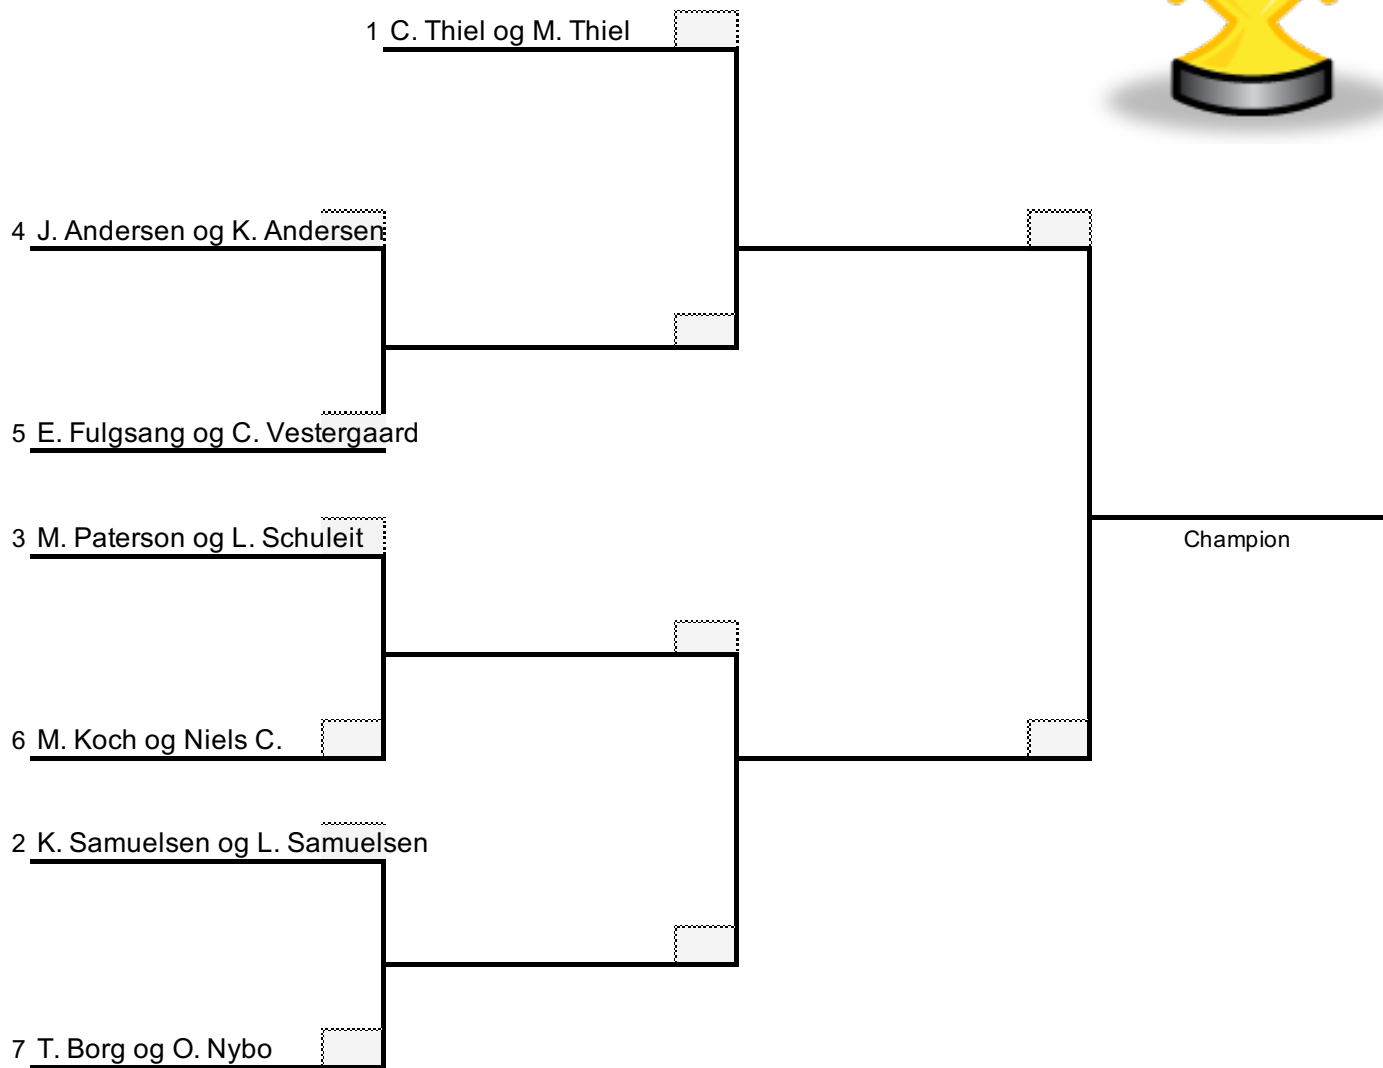 1 C. Thiel og M. Thiel
4 J. Andersen og K. Andersen
5 E. Fulgsang og C. Vestergaard
3 M. Paterson og L. Schuleit
Champion
6 M. Koch og Niels C.
2 K. Samuelsen og L. Samuelsen
7 T. Borg og O. Nybo